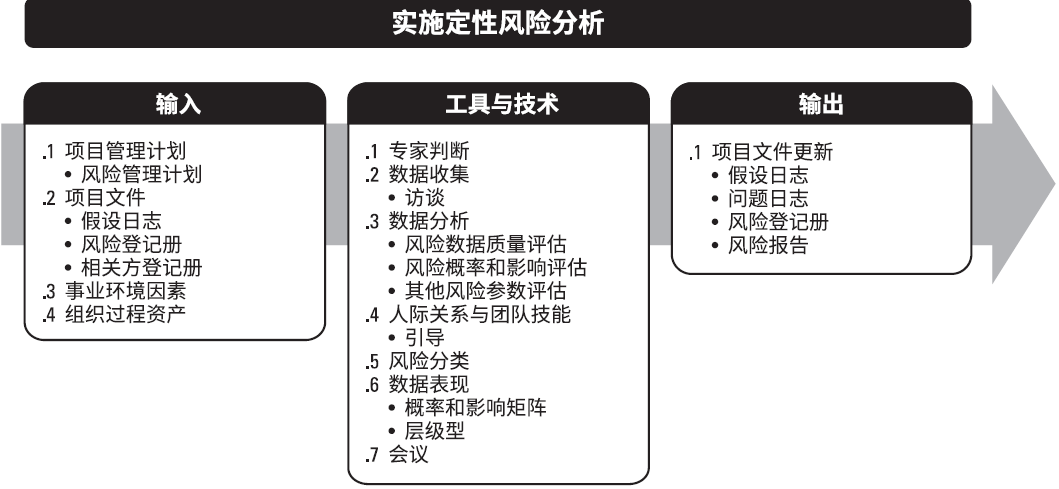 实施定性风险分析
输入
.1 项目管理计划
• 风险管理计划
.2 项目文件
• 假设日志
• 风险登记册
• 相关方登记册
.3 事业环境因素
.4 组织过程资产
工具与技术
.1 专家判断
.2 数据收集
• 访谈
.3 数据分析
• 风险数据质量评估
• 风险概率和影响评估
• 其他风险参数评估
.4 人际关系与团队技能
• 引导
.5 风险分类
.6 数据表现
• 概率和影响矩阵
• 层级型
.7 会议
输出
.1 项目文件更新
• 假设日志
• 问题日志
• 风险登记册
• 风险报告